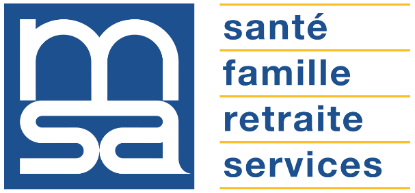 msa
santé
famille
retraite
services